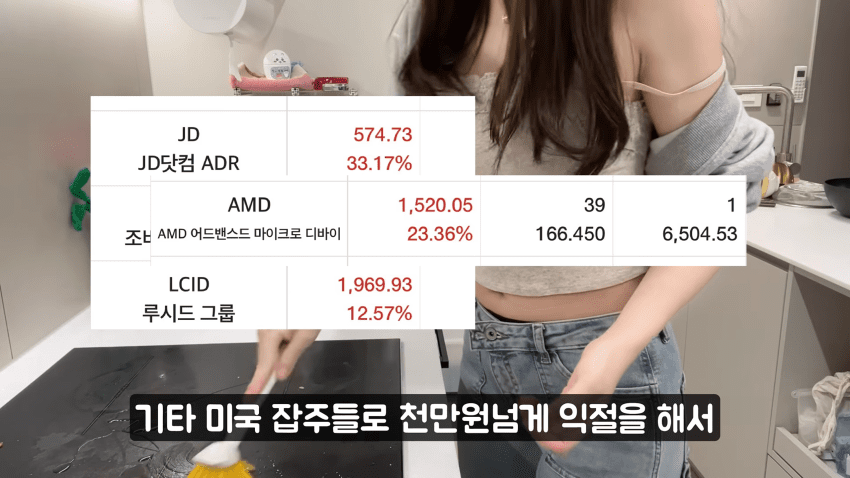 JD
574.73
JD닷컴 ADR
33.17%
AMD
1,520.05
39
1
AMD 어드밴스드 마이크로 디바이
23.36%
166.450
6,504.53
LCID
1,969.93
루시드 그룹
12.57%
기타 미국 잡주들로 천만원넘게 익절을 해서